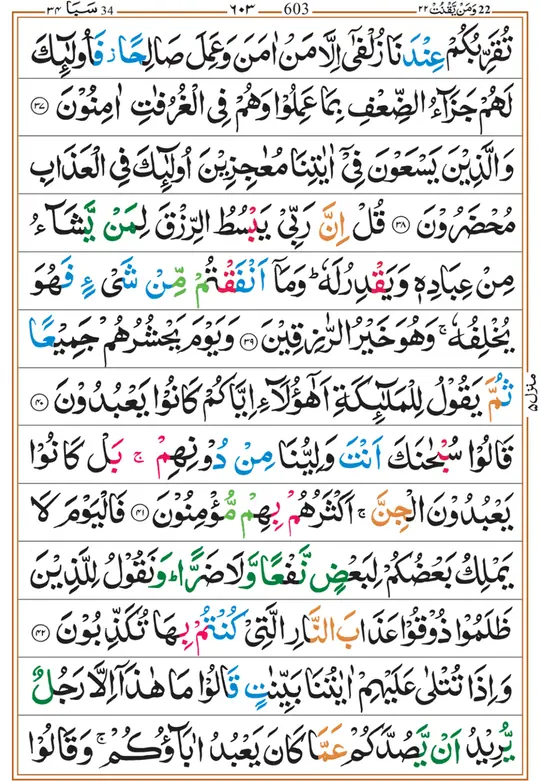 22 وَمَنْ يَّقْنُتْ ٢٢ ٦٠٣ 603 34 سَبَا ٣٤
تُقَرِّبُكُمْ عِنْدَنَا زُلْفٰٓى اِلَّا مَنْ اٰمَنَ وَعَمِلَ صَالِحًا ز فَاُولٰٓئِكَ
لَهُمْ جَزَآءُ الضِّعْفِ بِمَا عَمِلُوْا وَهُمْ فِى الْغُرُفٰتِ اٰمِنُوْنَ ﴿٣٧﴾
وَالَّذِيْنَ يَسْعَوْنَ فِيْٓ اٰيٰتِنَا مُعٰجِزِيْنَ اُولٰٓئِكَ فِى الْعَذَابِ
مُحْضَرُوْنَ ﴿٣٨﴾ قُلْ اِنَّ رَبِّيْ يَبْسُطُ الرِّزْقَ لِمَنْ يَّشَآءُ
مِنْ عِبَادِهٖ وَيَقْدِرُ لَهٗ ؕ وَمَآ اَنْفَقْتُمْ مِّنْ شَىْءٍ فَهُوَ
يُخْلِفُهٗ ۚ وَهُوَ خَيْرُ الرّٰزِقِيْنَ ﴿٣٩﴾ وَيَوْمَ يَحْشُرُهُمْ جَمِيْعًا
ثُمَّ يَقُوْلُ لِلْمَلٰٓئِكَةِ اَهٰٓؤُلَآءِ اِيَّاكُمْ كَانُوْا يَعْبُدُوْنَ ﴿٤٠﴾
قَالُوْا سُبْحٰنَكَ اَنْتَ وَلِيُّنَا مِنْ دُوْنِهِمْ ۚ بَلْ كَانُوْا
يَعْبُدُوْنَ الْجِنَّ ۚ اَكْثَرُهُمْ بِهِمْ مُّؤْمِنُوْنَ ﴿٤١﴾ فَالْيَوْمَ لَا
يَمْلِكُ بَعْضُكُمْ لِبَعْضٍ نَّفْعًا وَّلَا ضَرًّا ؕ وَنَقُوْلُ لِلَّذِيْنَ
ظَلَمُوْا ذُوْقُوْا عَذَابَ النَّارِ الَّتِيْ كُنْتُمْ بِهَا تُكَذِّبُوْنَ ﴿٤٢﴾
وَاِذَا تُتْلٰى عَلَيْهِمْ اٰيٰتُنَا بَيِّنٰتٍ قَالُوْا مَا هٰذَآ اِلَّا رَجُلٌ
يُّرِيْدُ اَنْ يَّصُدَّكُمْ عَمَّا كَانَ يَعْبُدُ اٰبَآؤُكُمْ ۚ وَقَالُوْا
منزل ٥